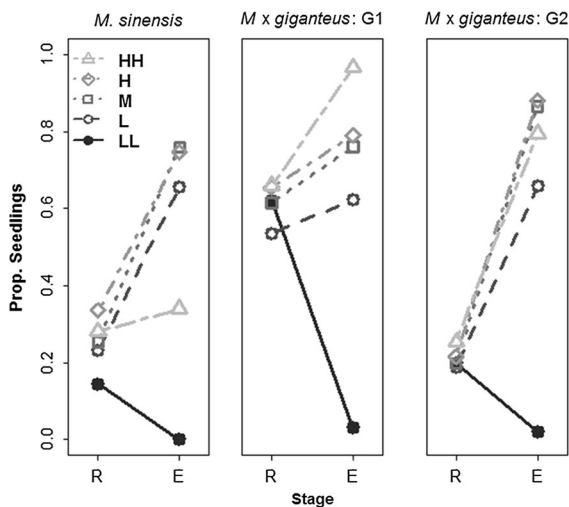 M. sinensis
M x giganteus: G1
M x giganteus: G2
HH
H
M
L
LL
Prop. Seedlings
1.0
0.8
0.6
0.4
0.2
0.0
R E
R E
R E
Stage